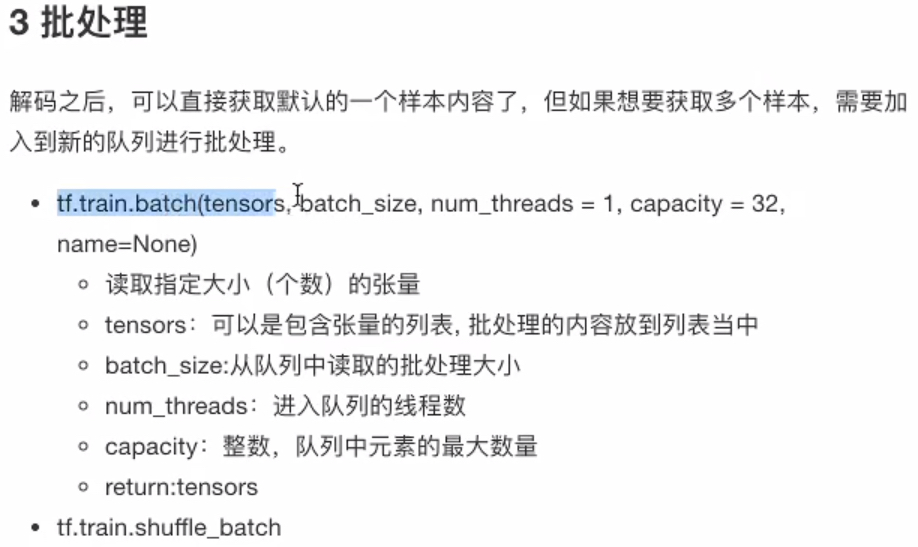 3 批处理
解码之后，可以直接获取默认的一个样本内容了，但如果想要获取多个样本，需要加
入到新的队列进行批处理。
• tf.train.batch(tensors, batch_size, num_threads = 1, capacity = 32,
name=None)
◦ 读取指定大小（个数）的张量
◦ tensors：可以是包含张量的列表, 批处理的内容放到列表当中
◦ batch_size:从队列中读取的批处理大小
◦ num_threads：进入队列的线程数
◦ capacity：整数，队列中元素的最大数量
◦ return:tensors
• tf.train.shuffle_batch